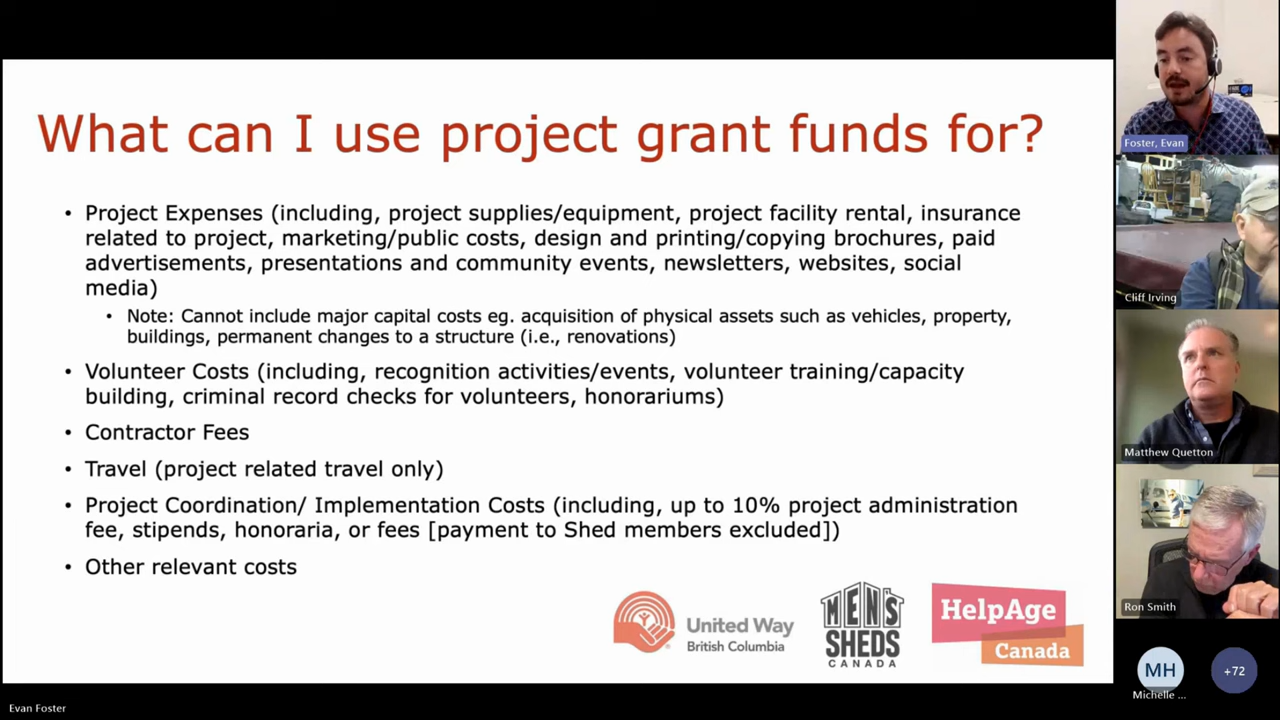 What can I use project grant funds for?
• Project Expenses (including, project supplies/equipment, project facility rental, insurance
related to project, marketing/public costs, design and printing/copying brochures, paid
advertisements, presentations and community events, newsletters, websites, social
media)
• Note: Cannot include major capital costs eg. acquisition of physical assets such as vehicles, property,
buildings, permanent changes to a structure (i.e., renovations)
• Volunteer Costs (including, recognition activities/events, volunteer training/capacity
building, criminal record checks for volunteers, honorariums)
• Contractor Fees
• Travel (project related travel only)
• Project Coordination/ Implementation Costs (including, up to 10% project administration
fee, stipends, honoraria, or fees [payment to Shed members excluded])
• Other relevant costs
United Way
British Columbia
MEN'S
SHEDS
CANADA
HelpAge
Canada
Foster, Evan
Cliff Irving
Matthew Quetton
Ron Smith
MH
+72
Michelle ...
Evan Foster